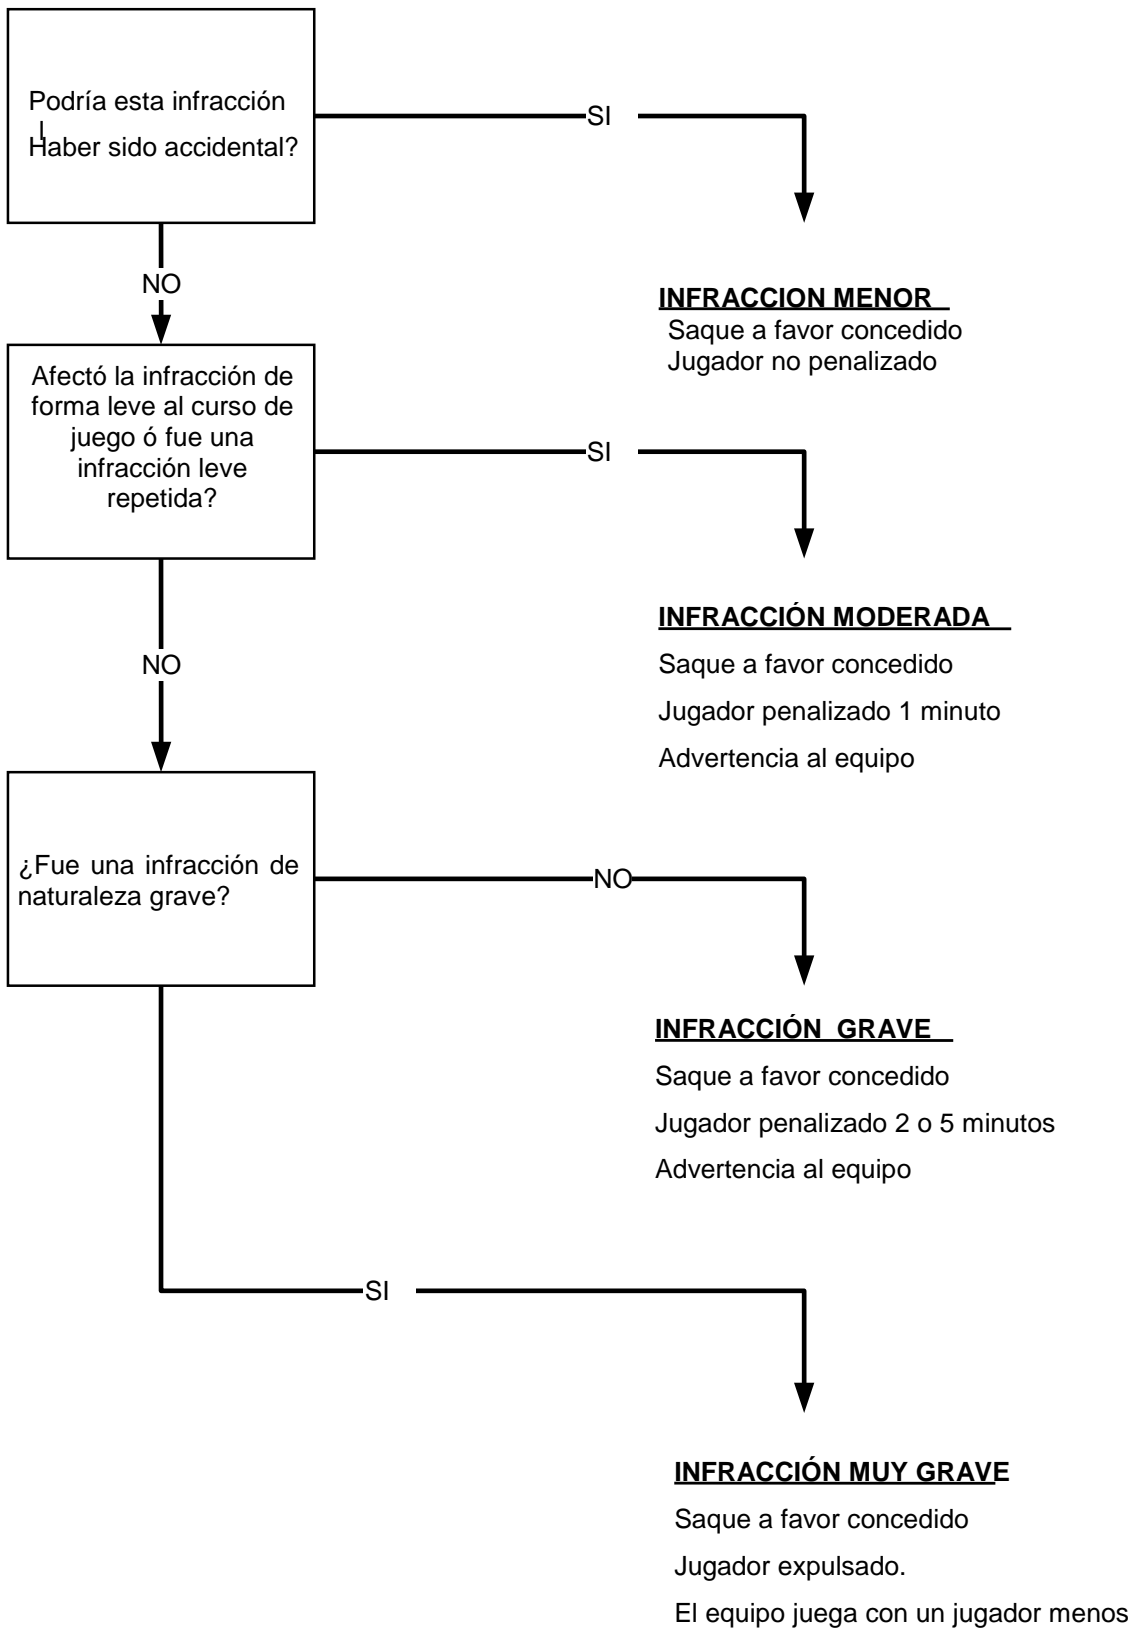 Podría esta infracción
Haber sido accidental?
SI
NO
INFRACCION MENOR
Saque a favor concedido
Jugador no penalizado
Afectó la infracción de
forma leve al curso de
juego ó fue una
infracción leve
repetida?
SI
NO
INFRACCIÓN MODERADA
Saque a favor concedido
Jugador penalizado 1 minuto
Advertencia al equipo
¿Fue una infracción de
naturaleza grave?
NO
INFRACCIÓN GRAVE
Saque a favor concedido
Jugador penalizado 2 o 5 minutos
Advertencia al equipo
SI
INFRACCIÓN MUY GRAVE
Saque a favor concedido
Jugador expulsado.
El equipo juega con un jugador menos